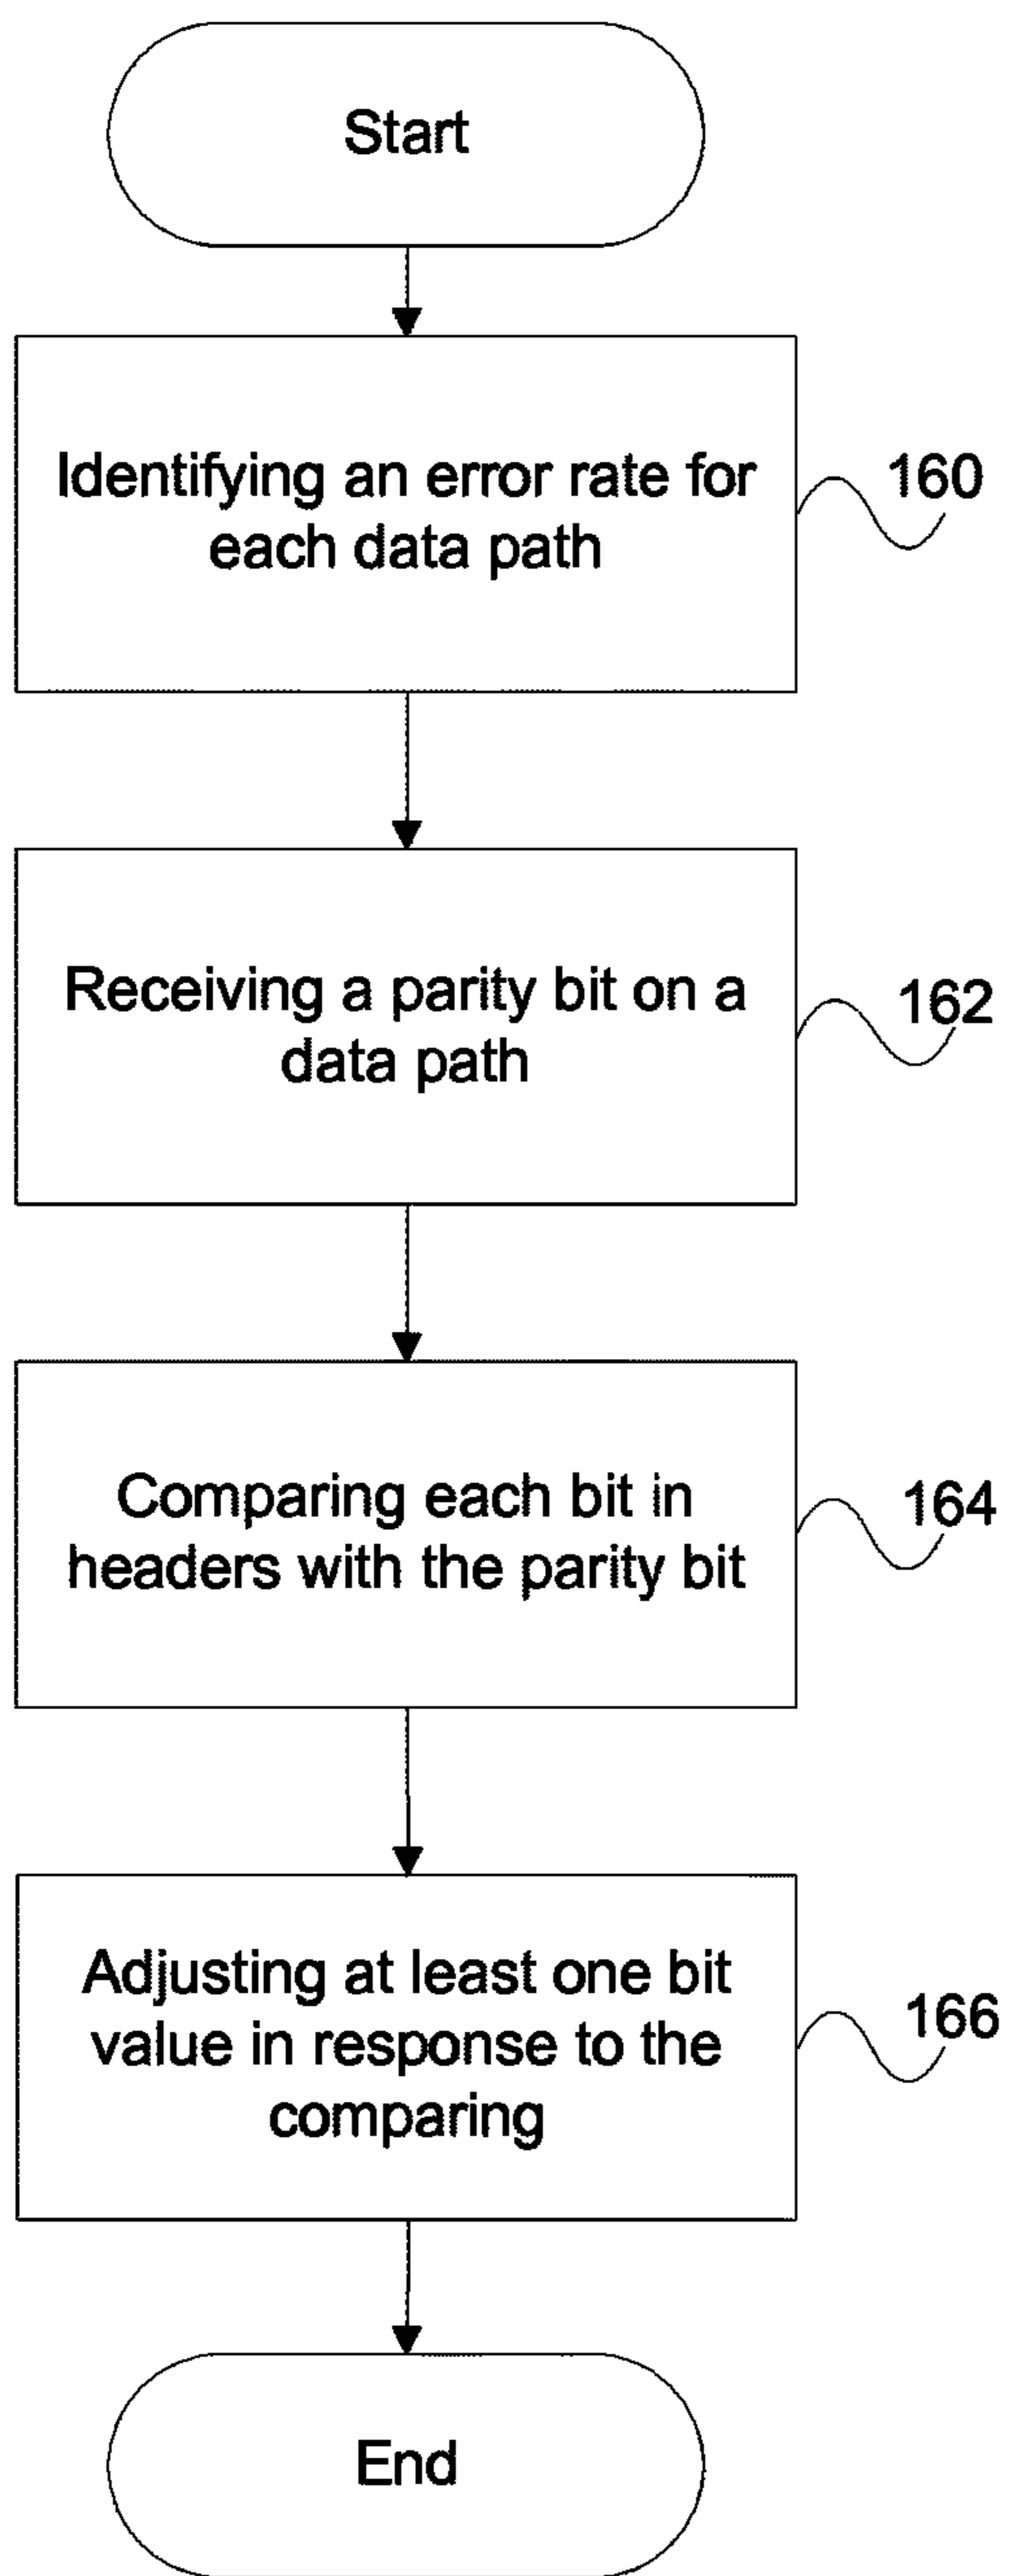 Start
Identifying an error rate for
each data path
160
Receiving a parity bit on a
data path
162
Comparing each bit in
headers with the parity bit
164
Adjusting at least one bit
value in response to the
comparing
166
End